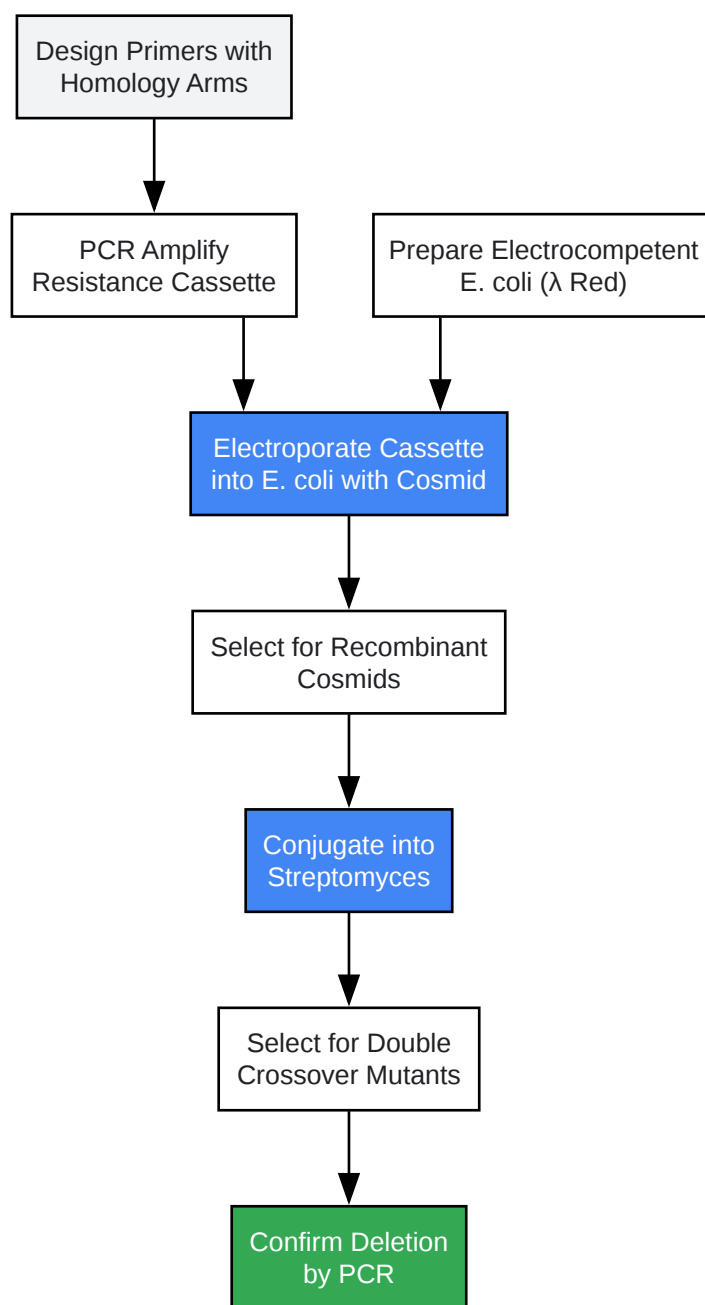 Design Primers with
Homology Arms
PCR Amplify
Resistance Cassette
Prepare Electrocompetent
E. coli (λ Red)
Electroporate Cassette
into E. coli with Cosmid
Select for Recombinant
Cosmids
Conjugate into
Streptomyces
Select for Double
Crossover Mutants
Confirm Deletion
by PCR